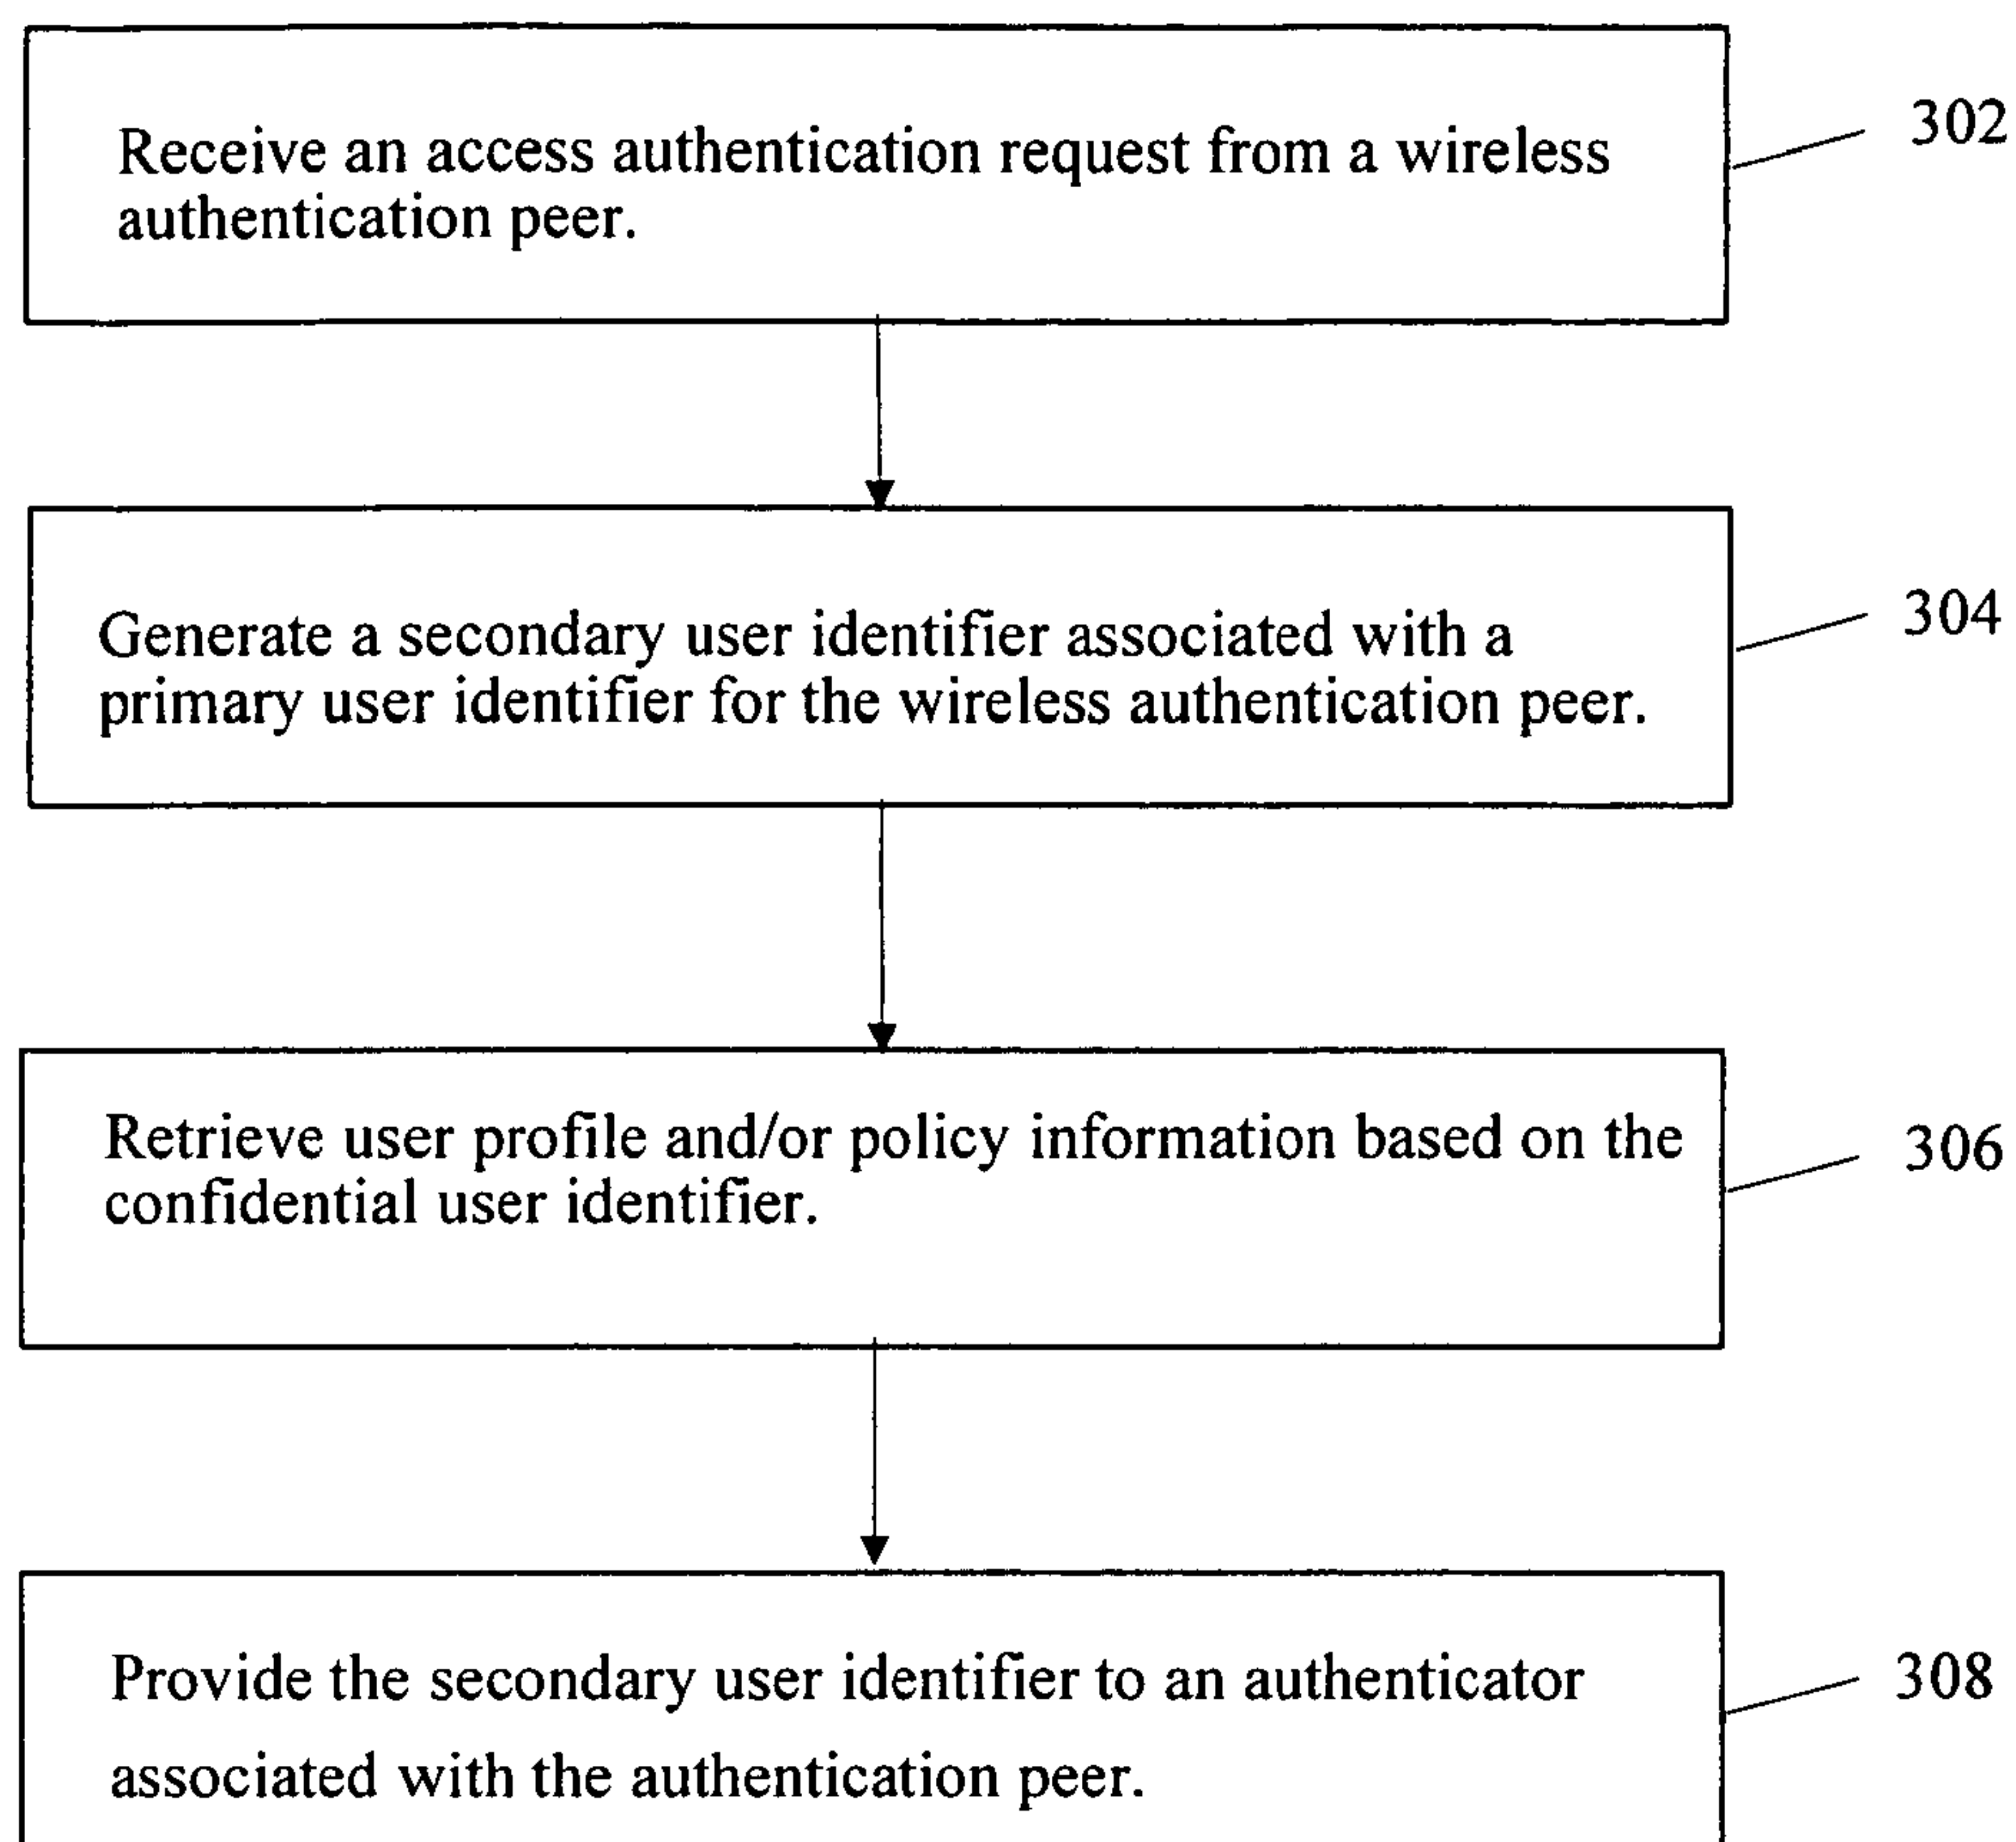 Receive an access authentication request from a wireless
authentication peer.
302
Generate a secondary user identifier associated with a
primary user identifier for the wireless authentication peer.
304
Retrieve user profile and/or policy information based on the
confidential user identifier.
306
Provide the secondary user identifier to an authenticator
associated with the authentication peer.
308